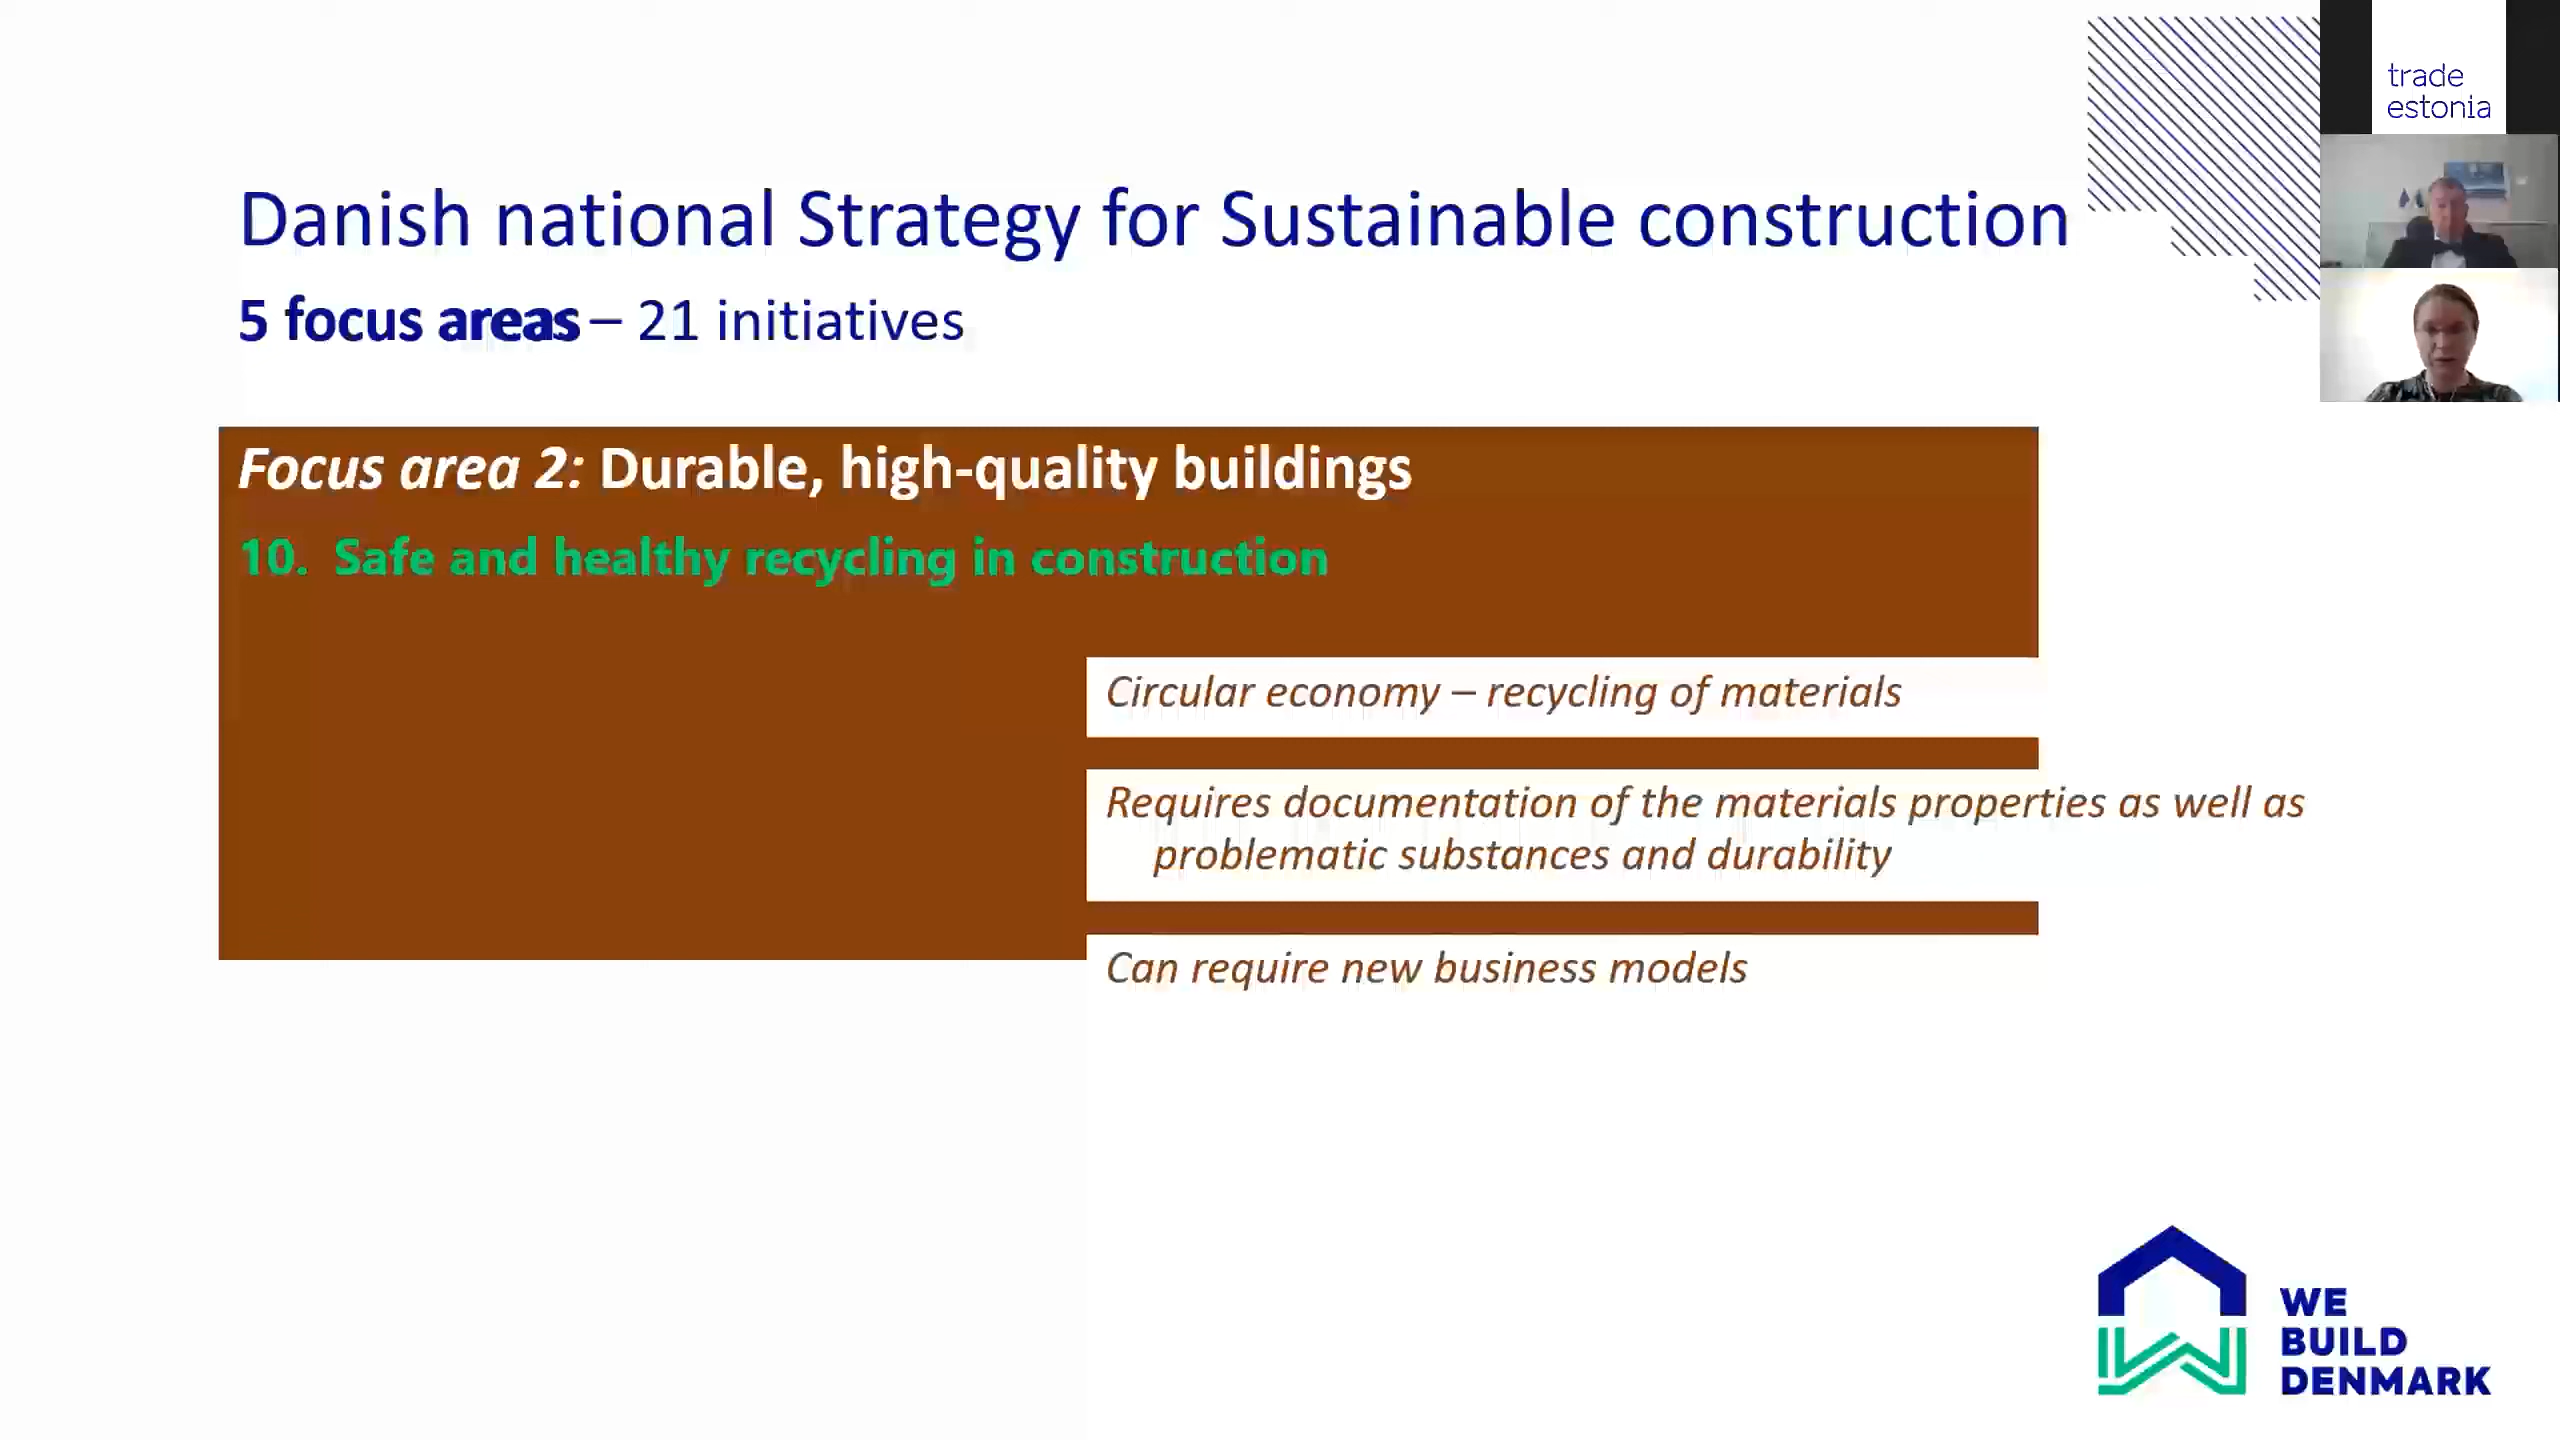 trade
estonia
Danish national Strategy for Sustainable construction
5 focus areas – 21 initiatives
Focus area 2: Durable, high-quality buildings
10. Safe and healthy recycling in construction
Circular economy – recycling of materials
Requires documentation of the materials properties as well as
problematic substances and durability
Can require new business models
WE
BUILD
DENMARK